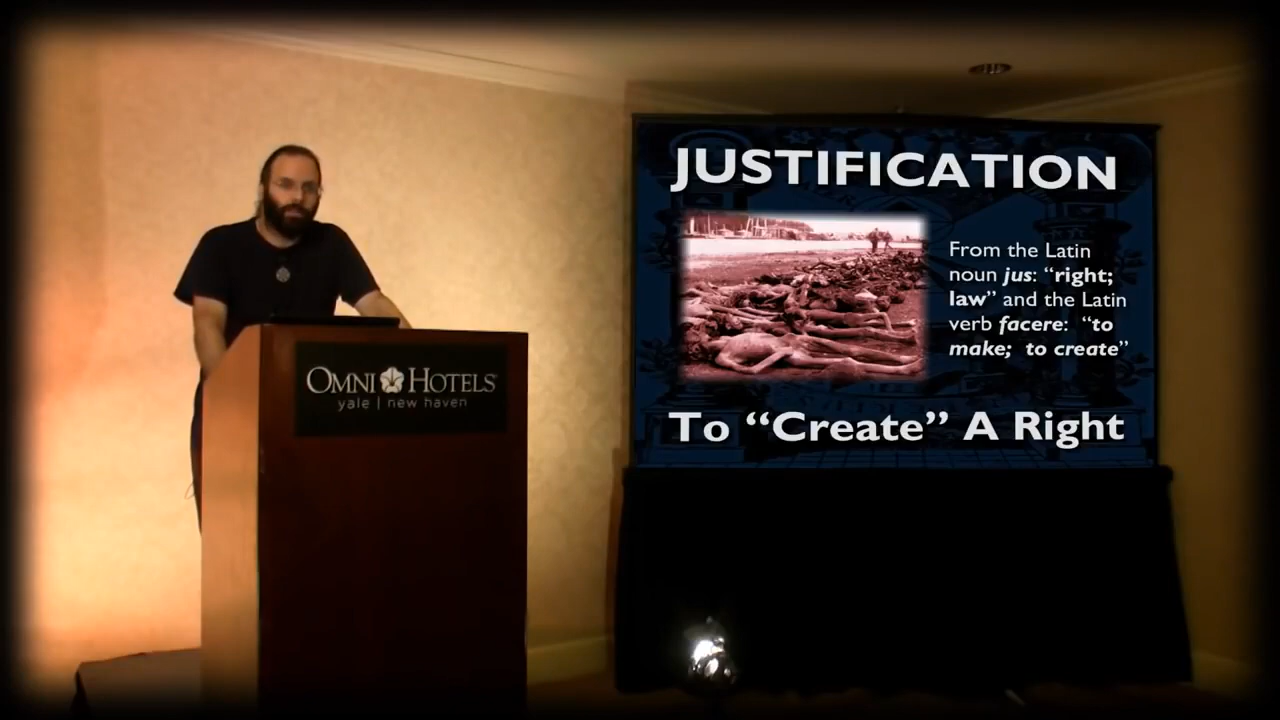 OMNI HOTELS
yale | new haven
JUSTIFICATION
From the Latin
noun jus: “right;
law” and the Latin
verb facere: “to
make; to create”
To “Create” A Right